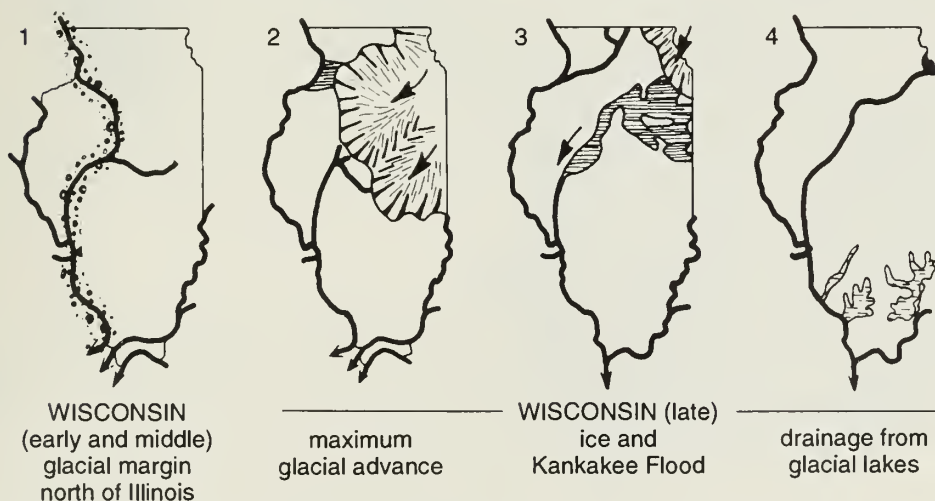 1
2
3
4
WISCONSIN
(early and middle)
glacial margin
north of Illinois
WISCONSIN (late)
maximum
glacial advance
ice and
Kankakee Flood
drainage from
glacial lakes